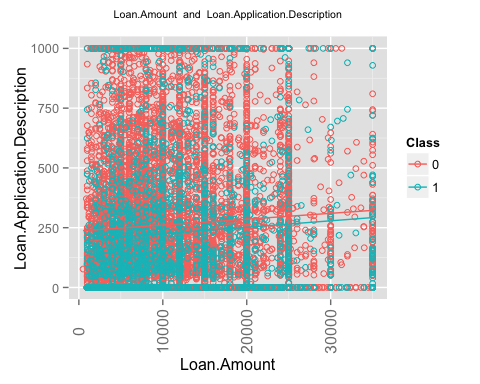 Loan.Amount and Loan.Application.Description
Loan.Application.Description
1000
750
500
250
0
0
10000
20000
30000
Loan.Amount
Class
0
1